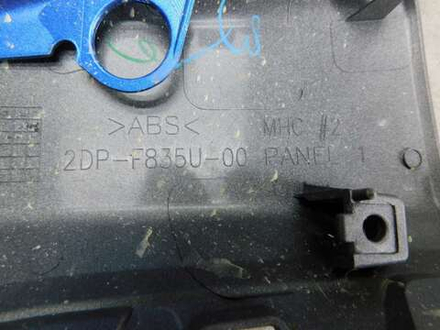 >ABS< MHC #2
2DP-F835U-00 PANEL 1